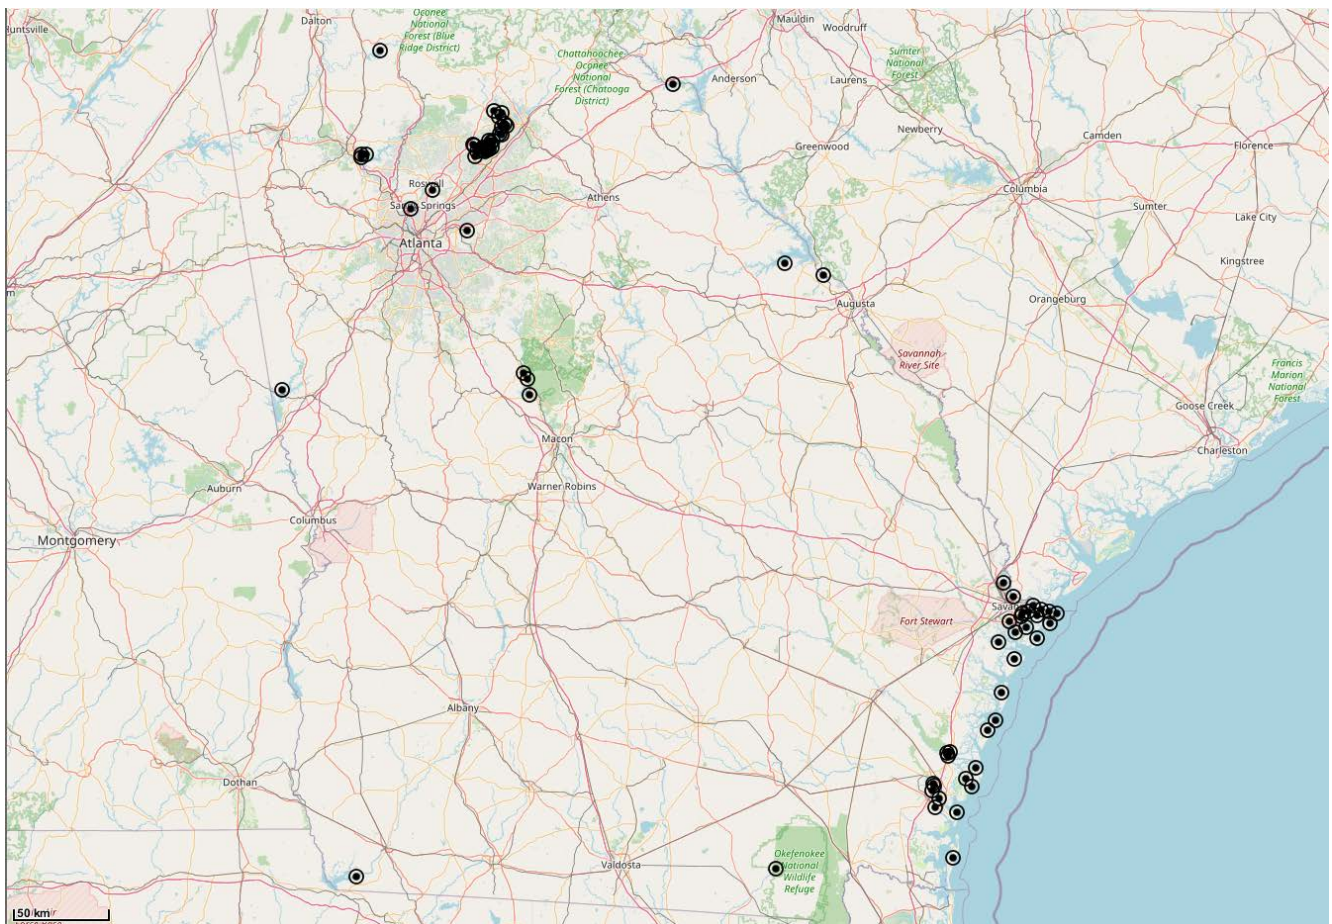 Dalton
Oconee
National
Forest (Blue
Ridge District)
Mauldin
Woodruff
Huntsville
Chattahoochee
Oconee
National
Forest (Chatooga
District)
Sumter
National
Forest
Anderson
Laurens
Newberry
Camden
Greenwood
Florence
Roswell
Athens
Columbia
Sandy Springs
Sumter
Lake City
Atlanta
Kingstree
m
Orangeburg
Augusta
Savannah
River Site
Francis
Marion
National
Forest
Goose Creek
Macon
Charleston
Auburn
Warner Robins
Columbus
Montgomery
Savannah
Fort Stewart
Albany
Dothan
Valdosta
Okefenokee
National
Wildlife
Refuge
50 km